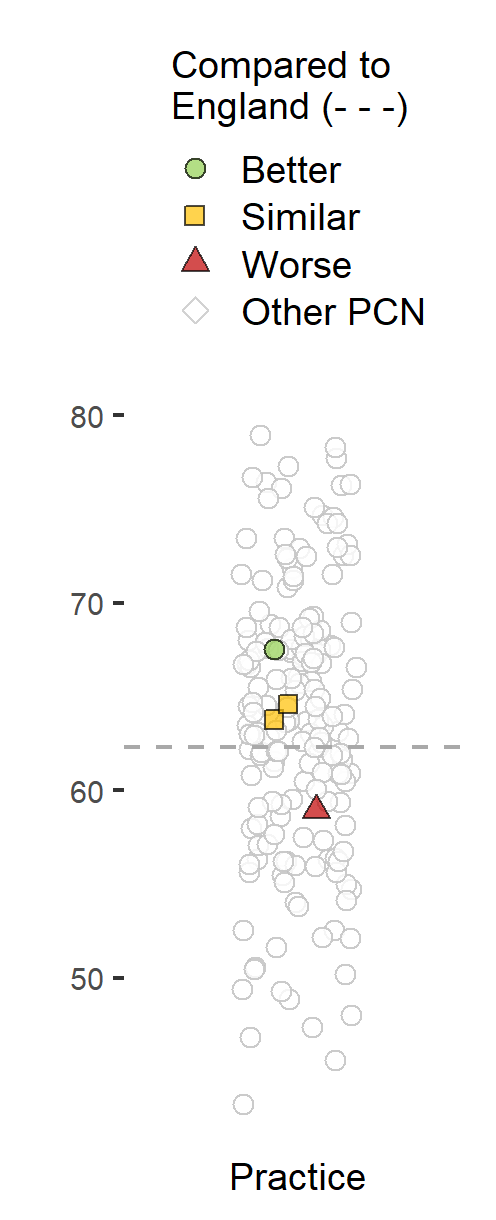 Compared to
England (- - -)
Better
Similar
Worse
Other PCN
80
70
60
50
Practice